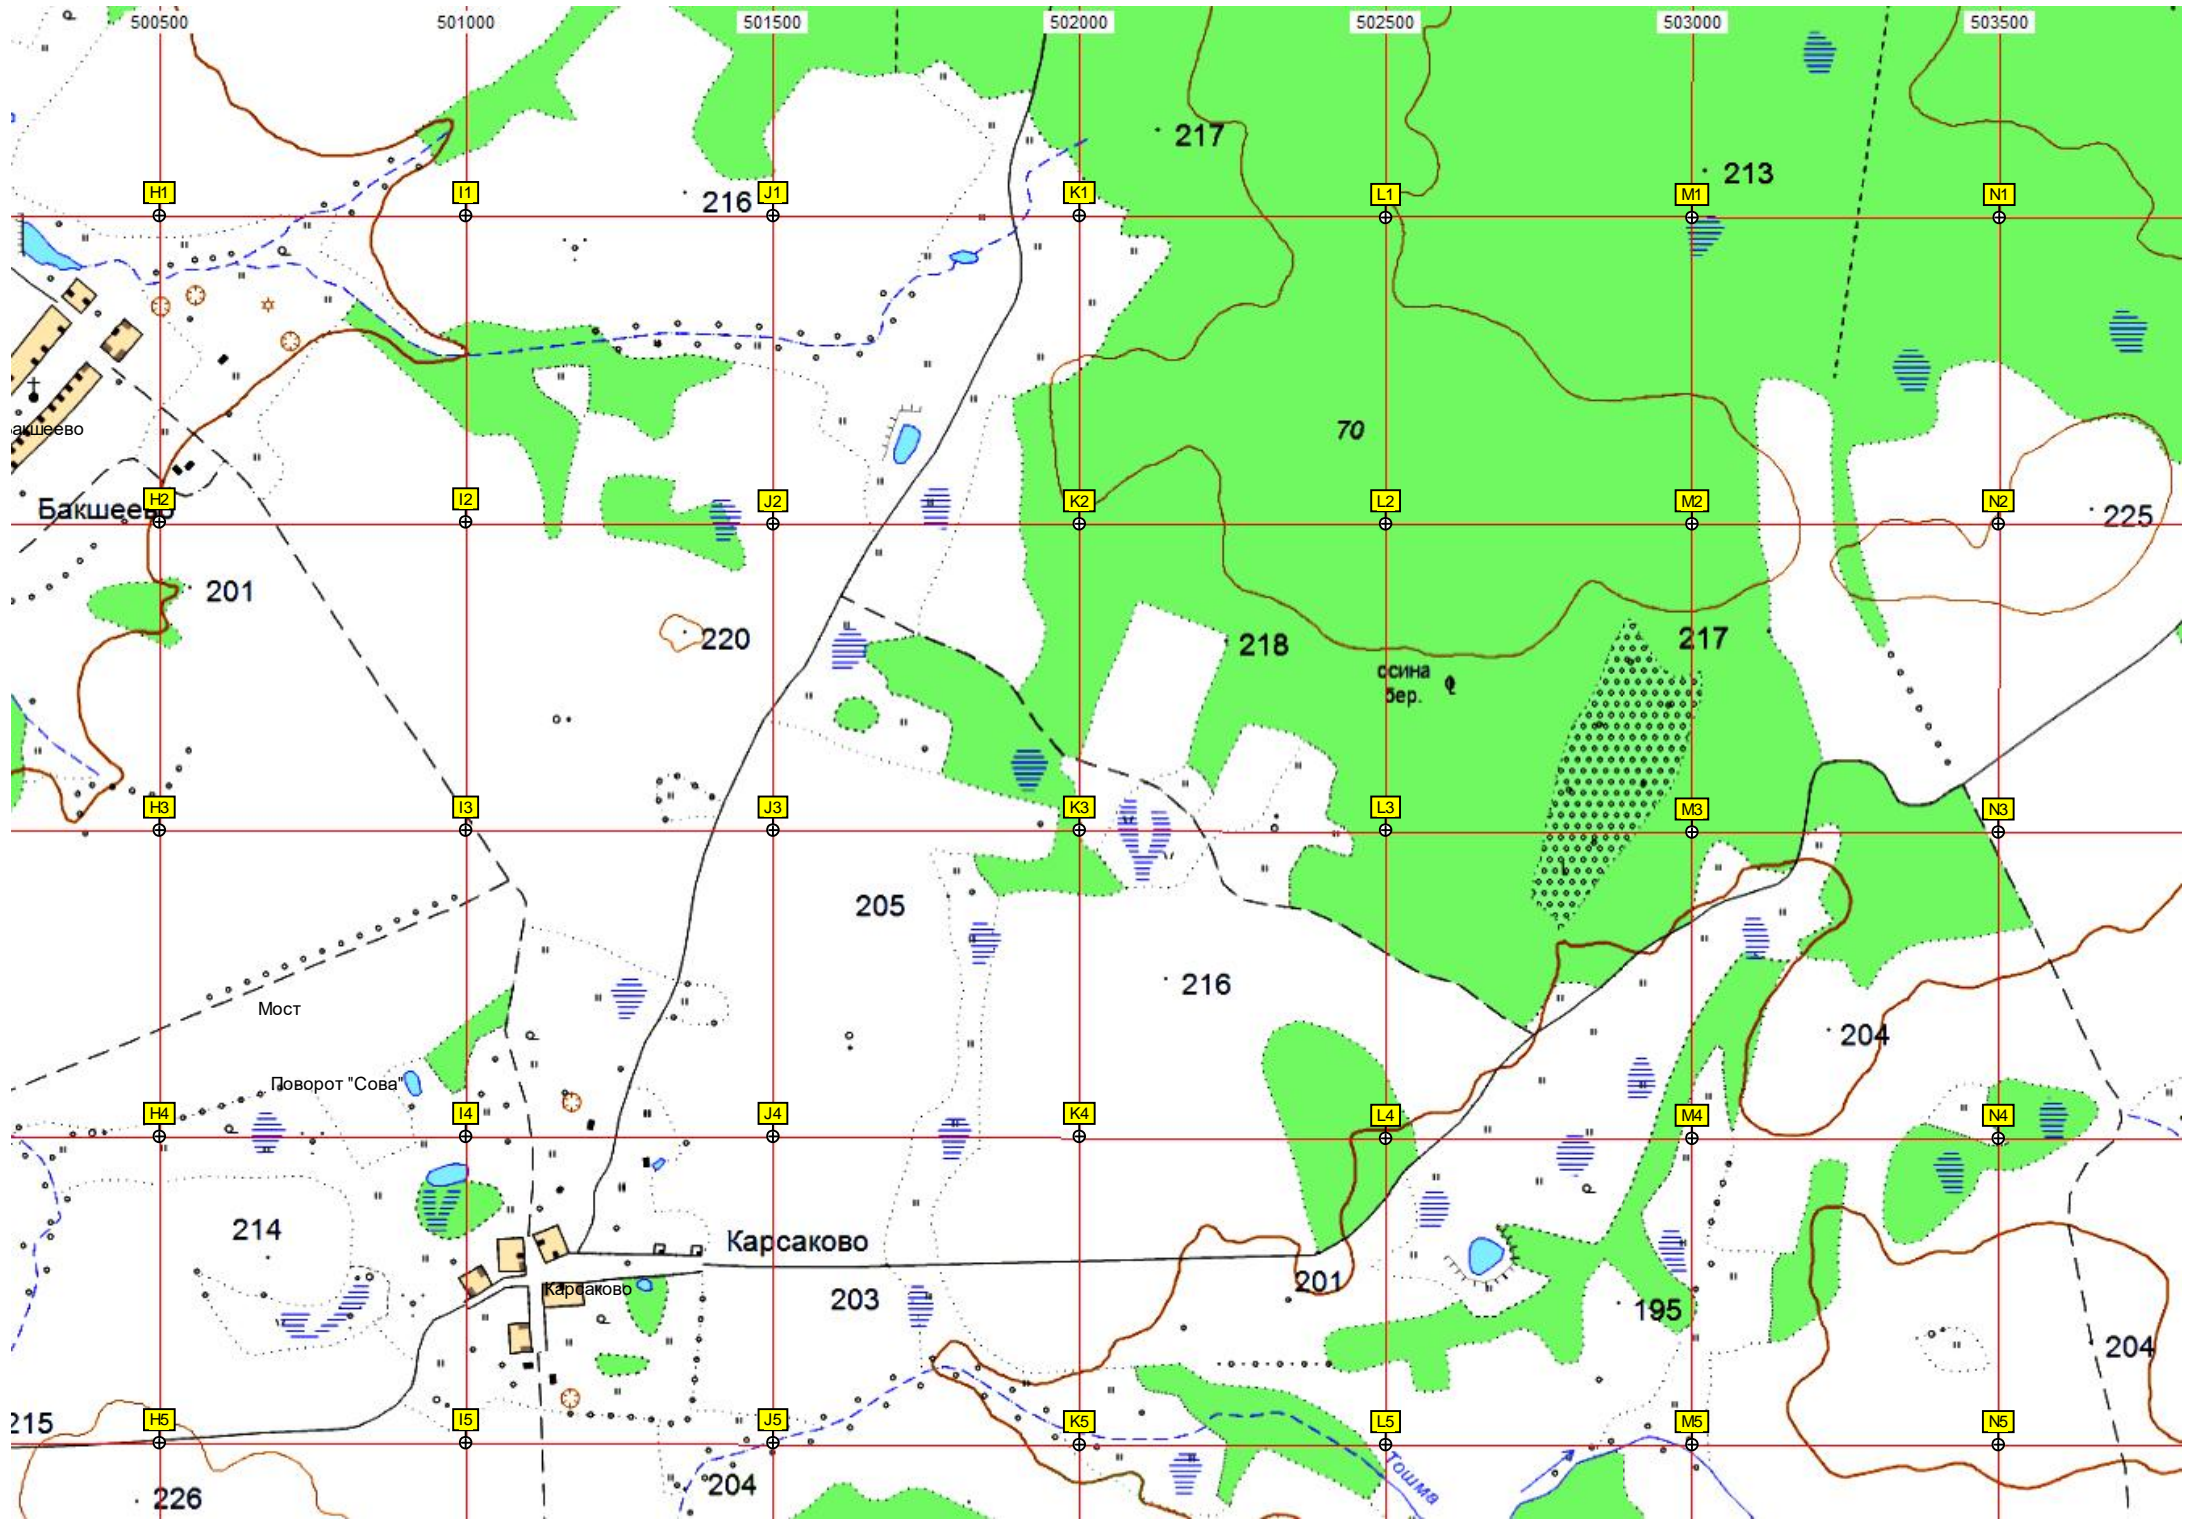 500500 501000 501500 502000 502500 503000 503500
217
213
H1 I1 216 J1 K1 L1 M1 N1
акшеево
70
Бакшеево H2 I2 J2 K2 L2 M2 N2 225
201
220 218 217
осина
бер.
H3 I3 J3 K3 L3 M3 N3
205
216
Мост
204
Поворот "Сова"
H4 I4 J4 K4 L4 M4 N4
214
Карсаково
201
Карсаково
203
195
204
215 H5 I5 J5 K5 L5 M5 N5
Тошма
204
226